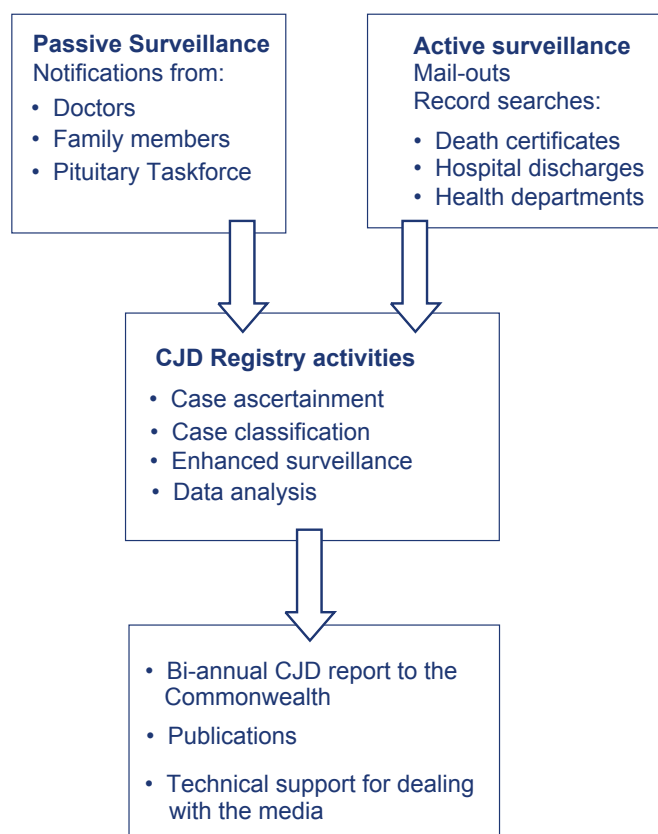 Passive Surveillance
Notifications from:
• Doctors
• Family members
• Pituitary Taskforce
Active surveillance
Mail-outs
Record searches:
• Death certificates
• Hospital discharges
• Health departments
CJD Registry activities
• Case ascertainment
• Case classification
• Enhanced surveillance
• Data analysis
• Bi-annual CJD report to the
Commonwealth
• Publications
• Technical support for dealing
with the media